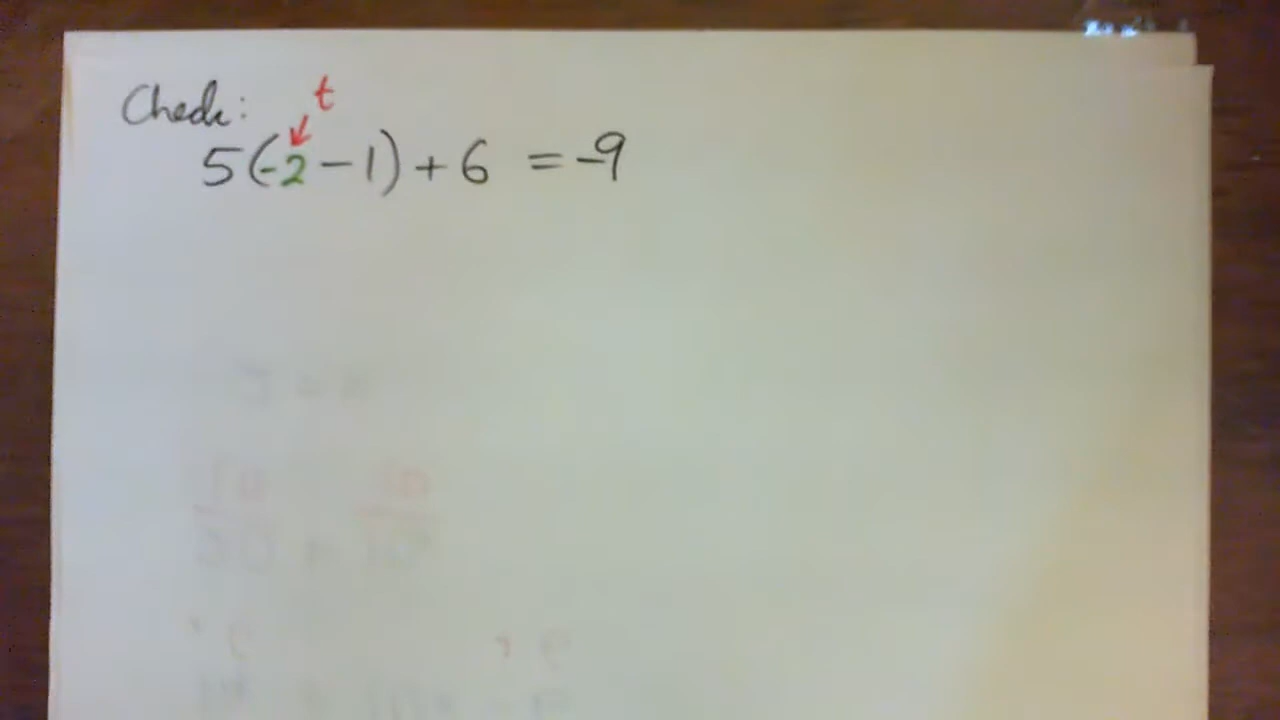 Check:
t
5(-2-1)+6 = -9